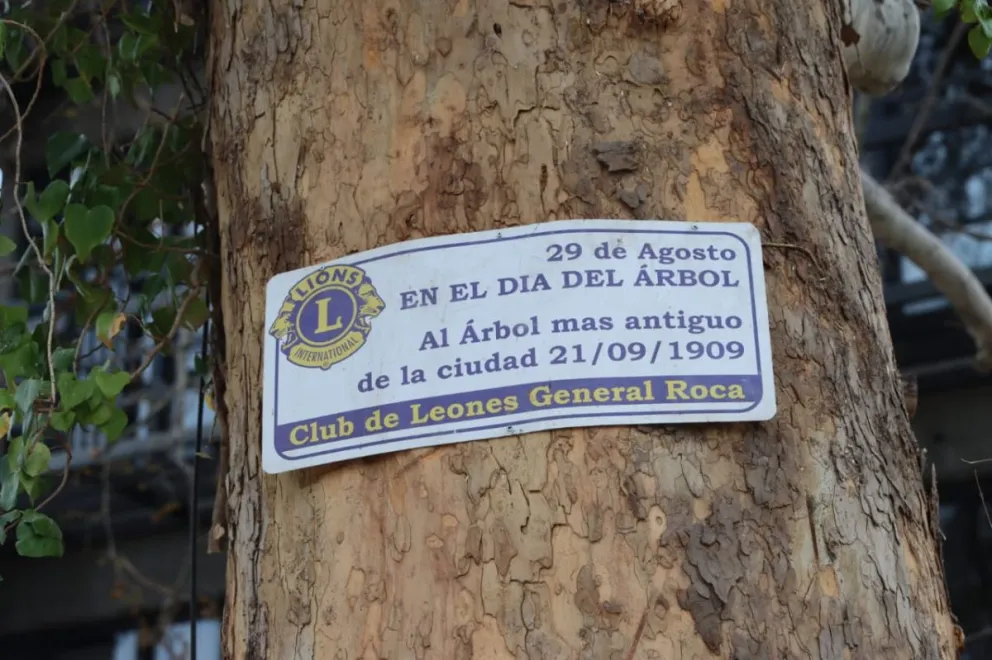 29 de Agosto
EN EL DIA DEL ÁRBOL
Al Árbol mas antiguo
de la ciudad 21/09/1909
Club de Leones General Roca
LIONS
L
INTERNATIONAL